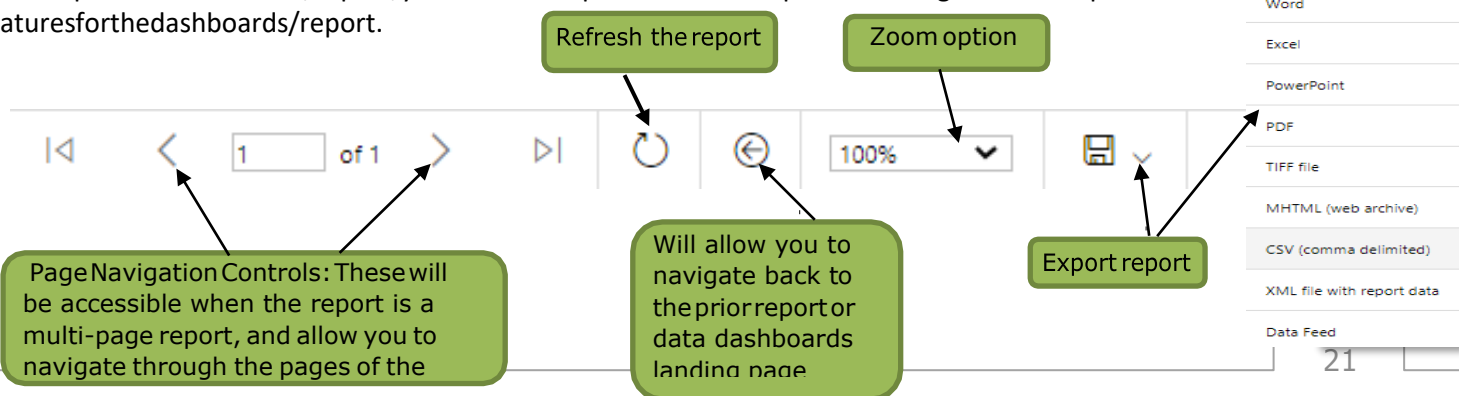 aturesforthedashboards/report.
Refresh the report
Zoom option
Word
Excel
PowerPoint
PDF
TIFF file
MHTML (web archive)
CSV (comma delimited)
XML file with report data
Data Feed
1 of 1
100%
Page Navigation Controls: These will
be accessible when the report is a
multi-page report, and allow you to
navigate through the pages of the
Will allow you to
navigate back to
the prior report or
data dashboards
landing page
Export report
21